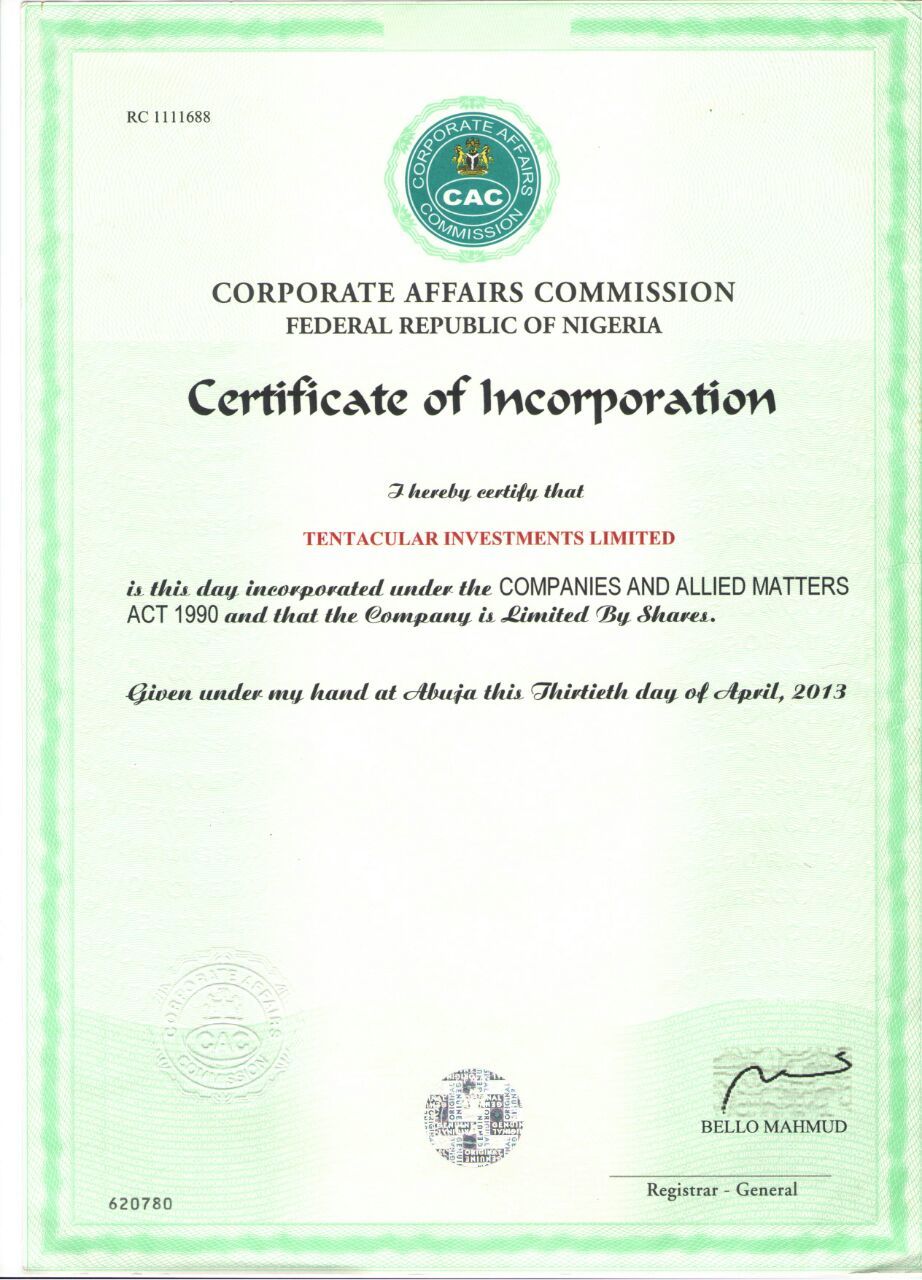 RC 1111688
CORPORATE AFFAIRS
CAC
COMMISSION
CORPORATE AFFAIRS COMMISSION
FEDERAL REPUBLIC OF NIGERIA
Certificate of Incorporation
I hereby certify that
TENTACULAR INVESTMENTS LIMITED
is this day incorporated under the COMPANIES AND ALLIED MATTERS
ACT 1990 and that the Company is Limited By Shares.
Given under my hand at Abuja this Thirtieth day of April, 2013
CORPORATE AFFAIRS
CAC
COMMISSION
GENUINE
ORIGINAL
BELLO MAHMUD
Registrar - General
620780